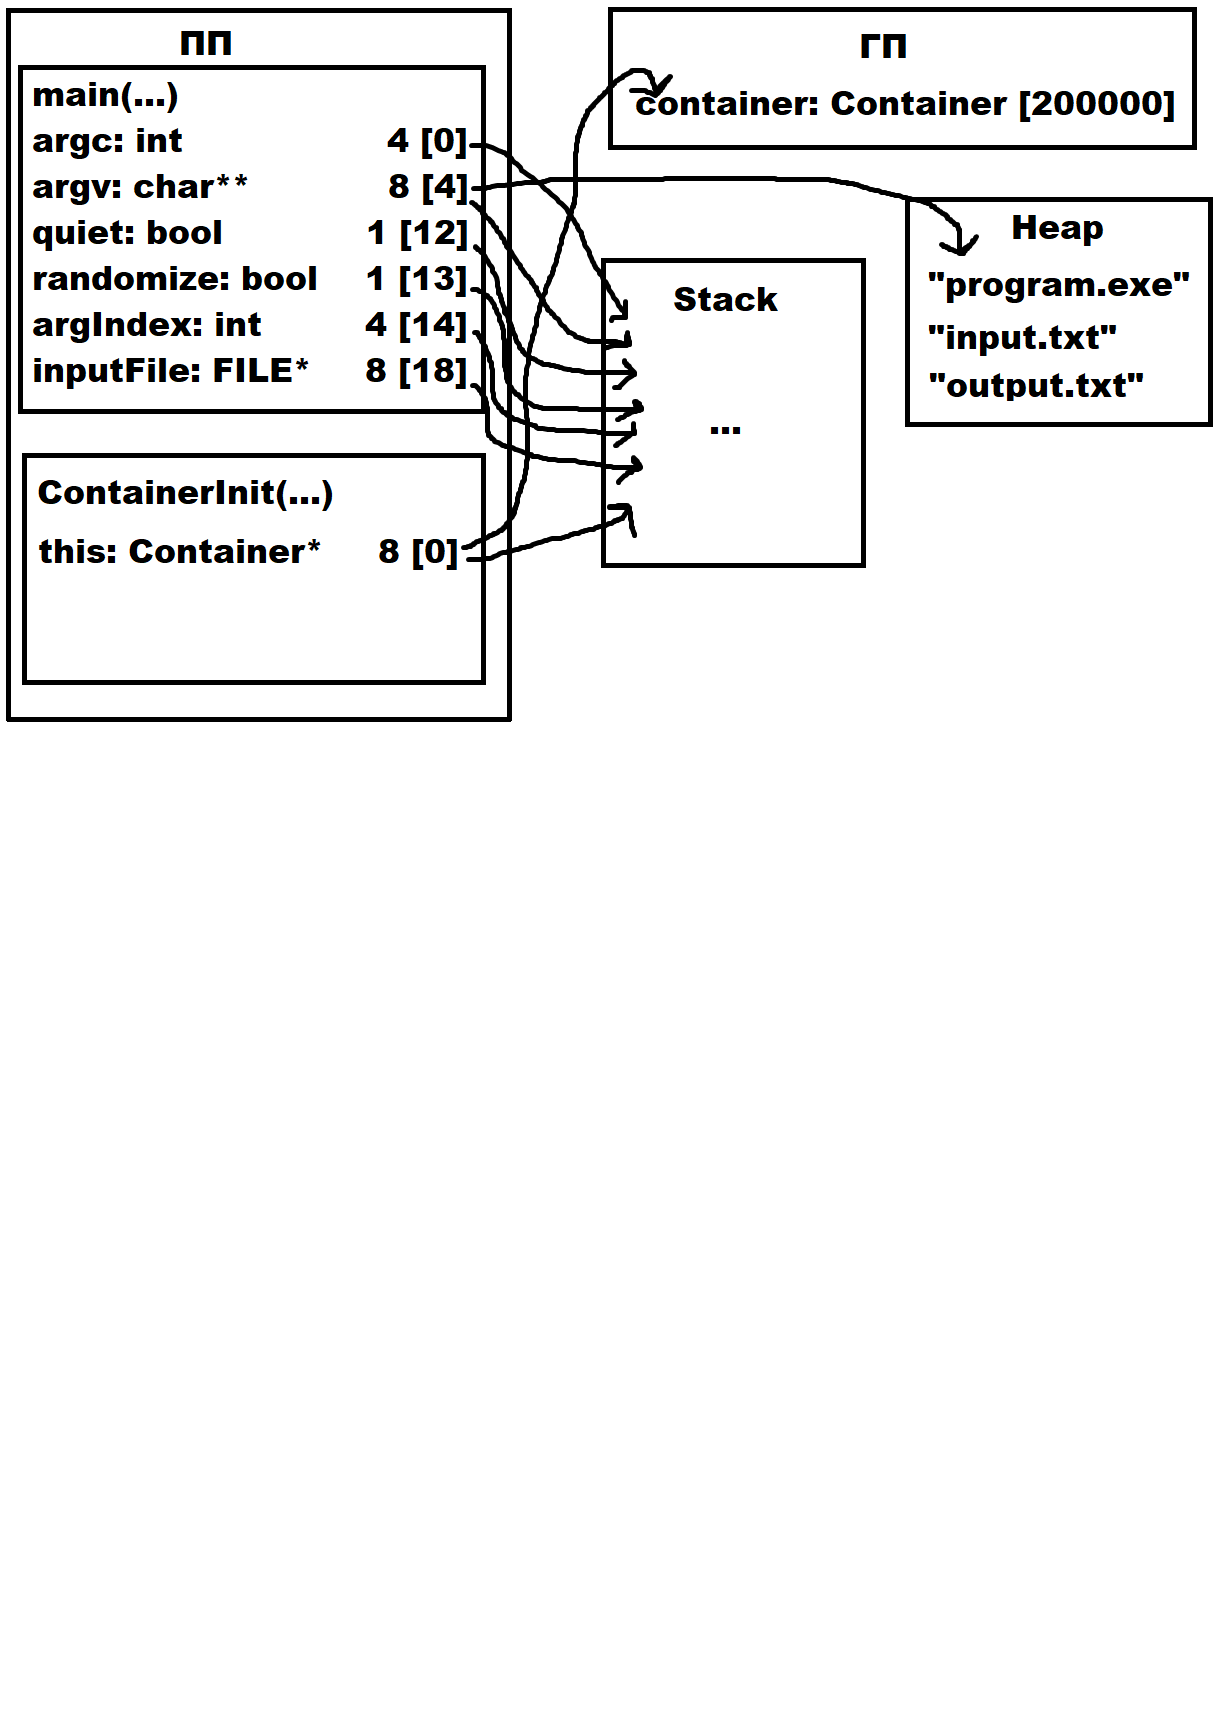 ПП
main(...)
argc: int 4 [0]
argv: char** 8 [4]
quiet: bool 1 [12]
randomize: bool 1 [13]
argIndex: int 4 [14]
inputFile: FILE* 8 [18]
ContainerInit(...)
this: Container* 8 [0]
ГП
container: Container [200000]
Stack
...
Heap
"program.exe"
"input.txt"
"output.txt"